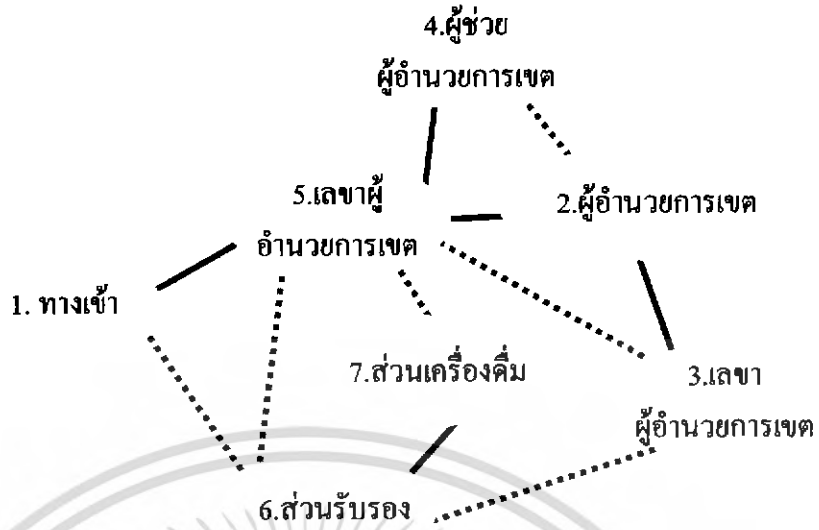 4.ผู้ช่วย
ผู้อำนวยการเขต
5.เลขาผู้
อำนวยการเขต
2.ผู้อำนวยการเขต
1. ทางเข้า
7.ส่วนเครื่องดื่ม
3.เลขา
ผู้อำนวยการเขต
6.ส่วนรับรอง